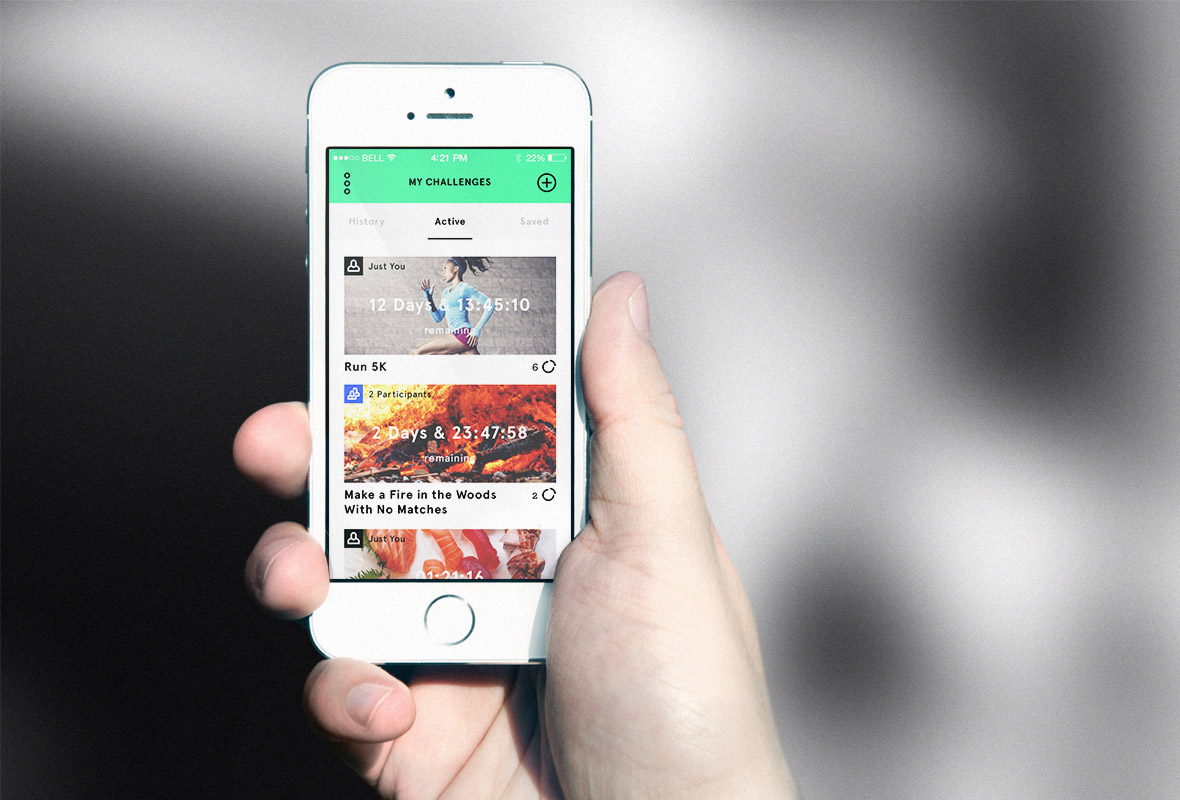 BELL 4:21 PM 22%
MY CHALLENGES
History Active Saved
Just You
12 Days & 13:45:10
remaining
Run 5K 6
2 Participants
2 Days & 23:47:58
remaining
Make a Fire in the Woods 2
With No Matches
Just You
01:21:16